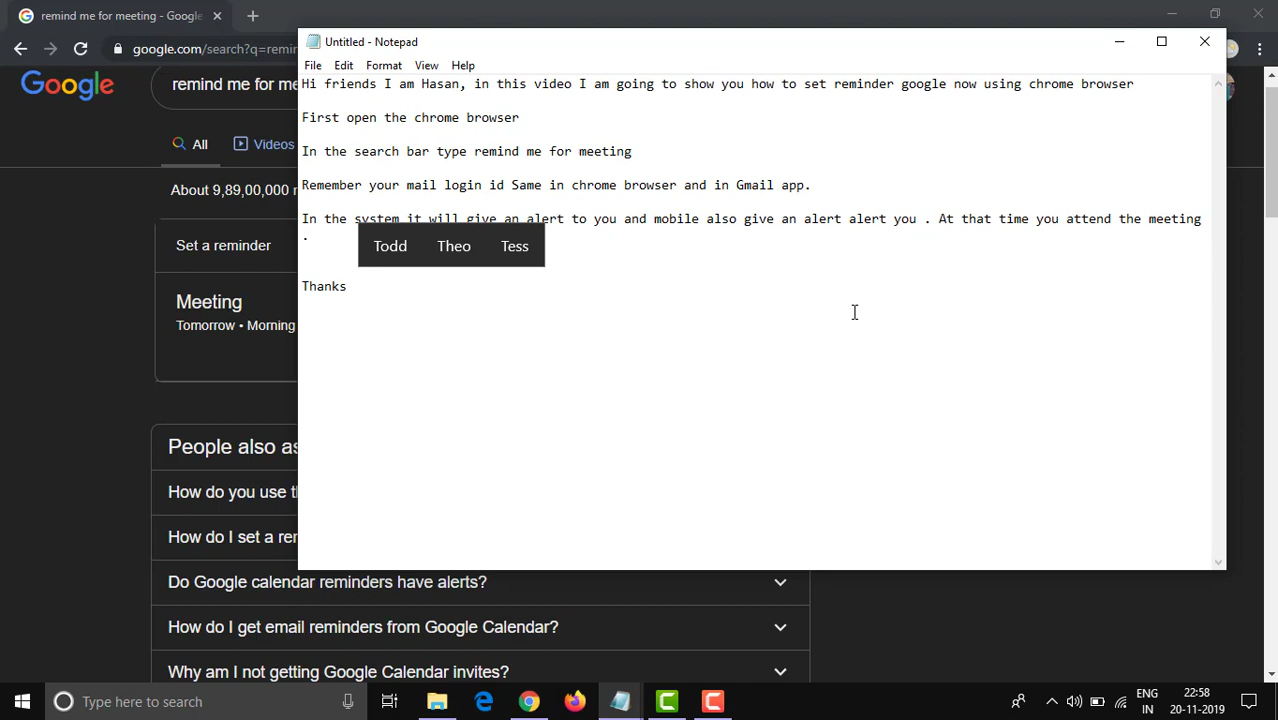 remind me for meeting - Google
google.com/search?q=remin
Untitled - Notepad
File Edit Format View Help
Google
remind me for me
All
Videos
About 9,89,00,000
Set a reminder
Meeting
Tomorrow • Morning
People also as
How do you use
How do I set a re
Do Google calendar reminders have alerts?
How do I get email reminders from Google Calendar?
Why am I not getting Google Calendar invites?
Hi friends I am Hasan, in this video I am going to show you how to set reminder google now using chrome browser
First open the chrome browser
In the search bar type remind me for meeting
Remember your mail login id Same in chrome browser and in Gmail app.
In the system it will give an alert to you and mobile also give an alert alert you . At that time you attend the meeting
.
Todd Theo Tess
Thanks
Type here to search
ENG
IN
22:58
20-11-2019